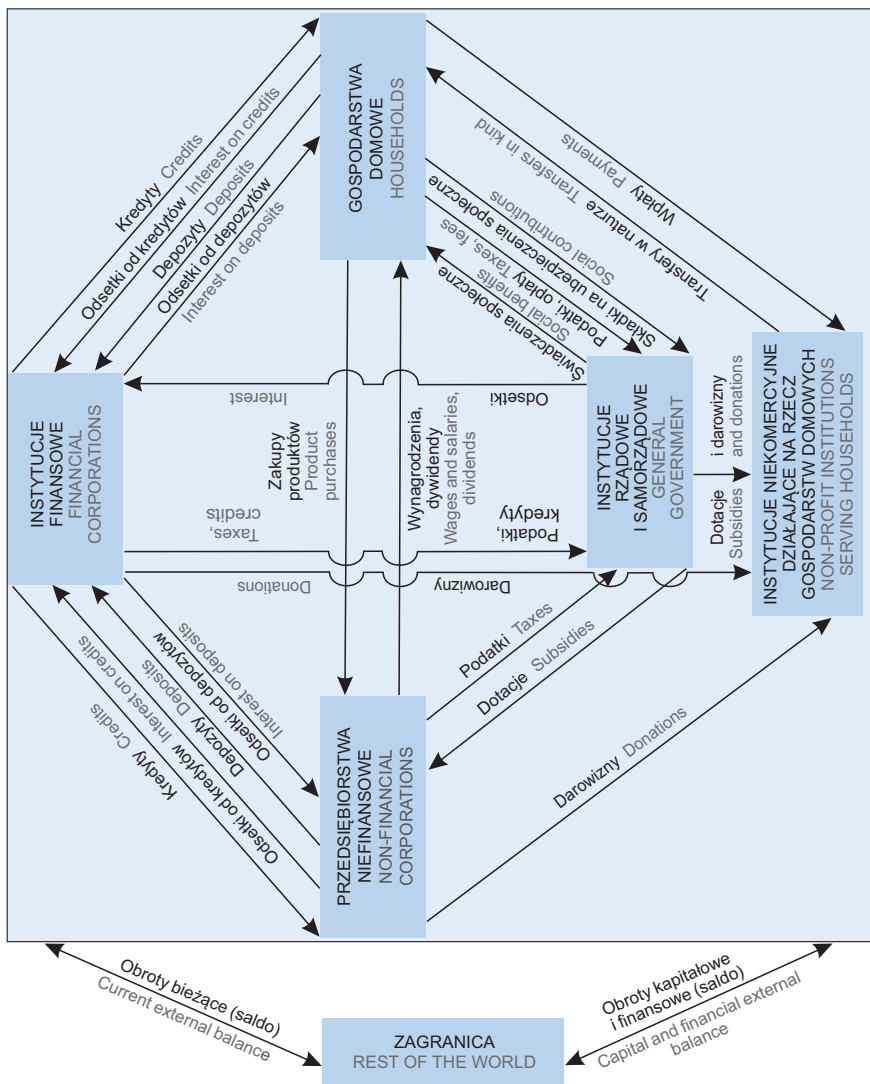 GOSPODARSTWA
DOMOWE
HOUSEHOLDS
Kredyty Credits
Odsetki od kredytów Interest on credits
Depozyty Deposits
Odsetki od depozytów
Interest on deposits
Wpłaty Payments
Transfery w naturze Transfers in kind
Składki na ubezpieczenia społeczne
Social contributions
Podatki, opłaty Taxes, fees
Świadczenia społeczne
Social benefits
INSTYTUCJE
FINANSOWE
FINANCIAL
CORPORATIONS
Odsetki
Interest
Zakupy
produktów
Product
purchases
Wynagrodzenia,
dywidendy
Wages and salaries,
dividends
INSTYTUCJE
RZĄDOWE
I SAMORZĄDOWE
GENERAL
GOVERNMENT
Dotacje
i darowizny
Subsidies
and donations
INSTYTUCJE NIEKOMERCYJNE
DZIAŁAJĄCE NA RZECZ
GOSPODARSTW DOMOWYCH
NON-PROFIT INSTITUTIONS
SERVING HOUSEHOLDS
Podatki,
kredyty
Taxes,
credits
Darowizny
Donations
Odsetki od depozytów
Interest on deposits
Depozyty Deposits
Odsetki od kredytów Interest on credits
Kredyty Credits
PRZEDSIĘBIORSTWA
NIEFINANSOWE
NON-FINANCIAL
CORPORATIONS
Podatki Taxes
Dotacje Subsidies
Darowizny Donations
Obroty bieżące (saldo)
Current external balance
Obroty kapitałowe
i finansowe (saldo)
Capital and financial external
balance
ZAGRANICA
REST OF THE WORLD